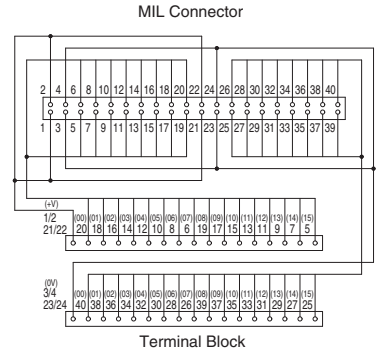 MIL Connector
2 4 6 8 10 12 14 16 18 20 22 24 26 28 30 32 34 36 38 40
1 3 5 7 9 11 13 15 17 19 21 23 25 27 29 31 33 35 37 39
(+V)
1/2 (00) (01) (02) (03) (04) (05) (06) (07) (08) (09) (10) (11) (12) (13) (14) (15)
21/22 20 18 16 14 12 10 8 6 19 17 15 13 11 9 7 5
(0V)
3/4 (00) (01) (02) (03) (04) (05) (06) (07) (08) (09) (10) (11) (12) (13) (14) (15)
23/24 40 38 36 34 32 30 28 26 39 37 35 33 31 29 27 25
Terminal Block